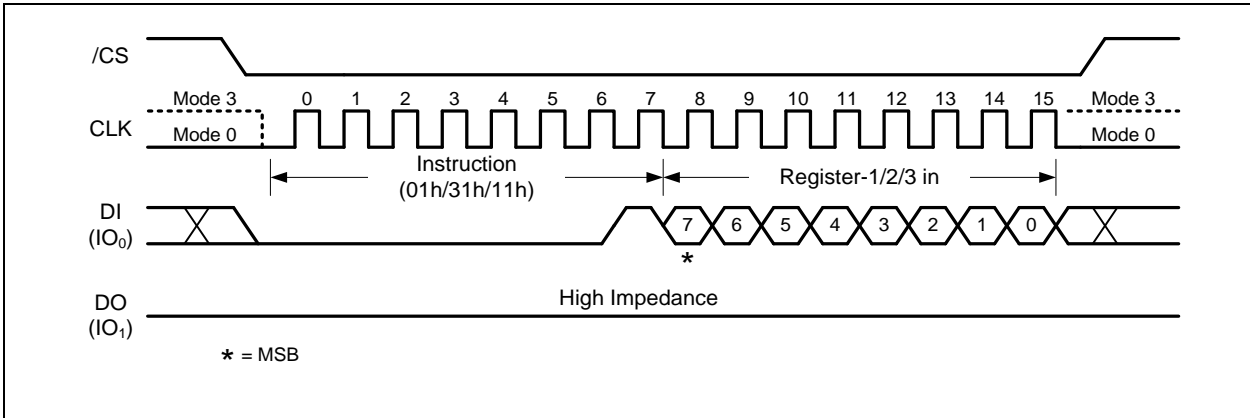 /CS
Mode 3 0 1 2 3 4 5 6 7 8 9 10 11 12 13 14 15 Mode 3
CLK
Mode 0 Mode 0
Instruction
(01h/31h/11h)
Register-1/2/3 in
DI
(IO₀)
7 6 5 4 3 2 1 0
*
High Impedance
DO
(IO₁)
* = MSB